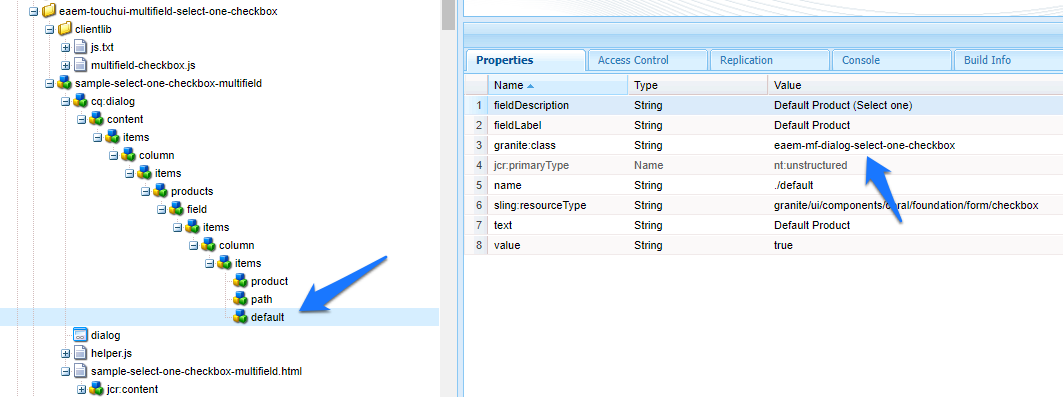 eaem-touchui-multifield-select-one-checkbox
clientlib
js.txt
multifield-checkbox.js
sample-select-one-checkbox-multifield
cq:dialog
content
items
column
items
products
field
items
column
items
product
path
default
dialog
helper.js
sample-select-one-checkbox-multifield.html
jcr:content
Properties Access Control Replication Console Build Info
Name Type Value
1 fieldDescription String Default Product (Select one)
2 fieldLabel String Default Product
3 granite:class String eaem-mf-dialog-select-one-checkbox
4 jcr:primaryType Name nt:unstructured
5 name String ./default
6 sling:resourceType String granite/ui/components/coral/foundation/form/checkbox
7 text String Default Product
8 value String true